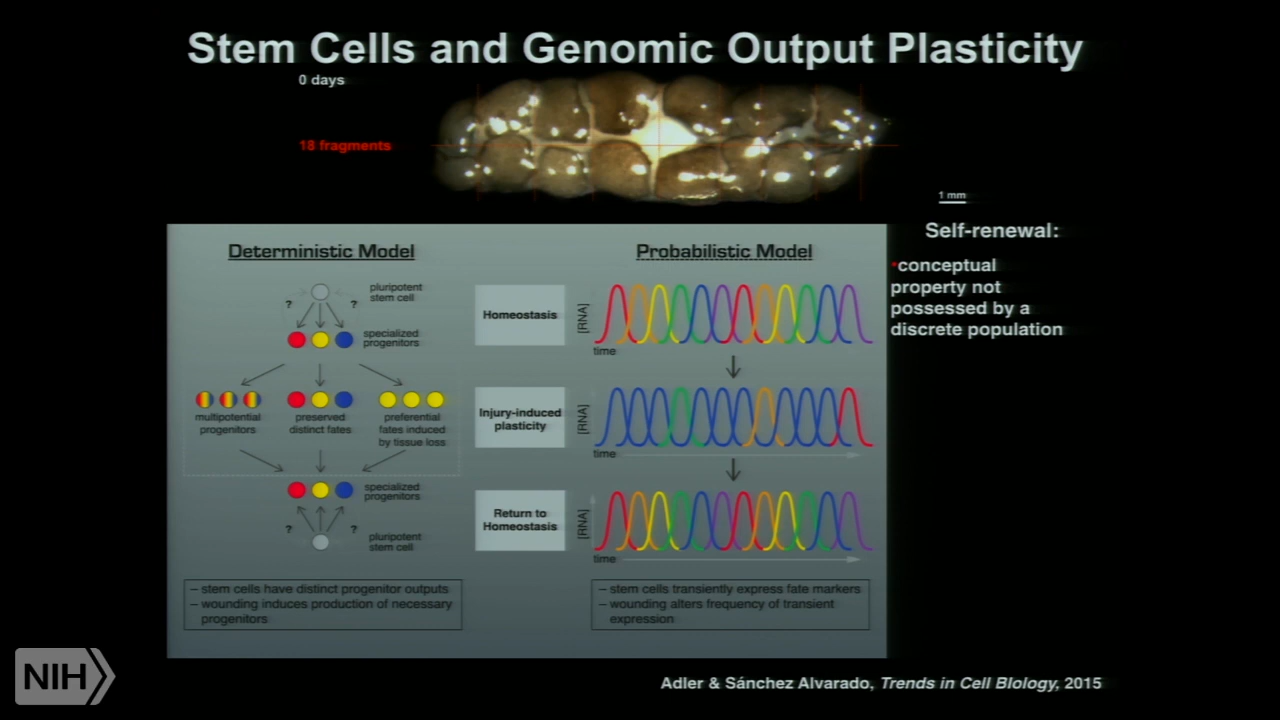 Stem Cells and Genomic Output Plasticity
0 days
18 fragments
1 mm
Self-renewal:
•conceptual
property not
possessed by a
discrete population
Deterministic Model
pluripotent
stem cell
?
?
specialized
progenitors
multipotential
progenitors
preserved
distinct fates
preferential
fates induced
by tissue loss
specialized
progenitors
?
?
pluripotent
stem cell
– stem cells have distinct progenitor outputs
– wounding induces production of necessary
progenitors
Homeostasis
Injury-induced
plasticity
Return to
Homeostasis
Probabilistic Model
[RNA]
time
[RNA]
time
[RNA]
time
– stem cells transiently express fate markers
– wounding alters frequency of transient
expression
NIH
Adler & Sánchez Alvarado, Trends in Cell Biology, 2015